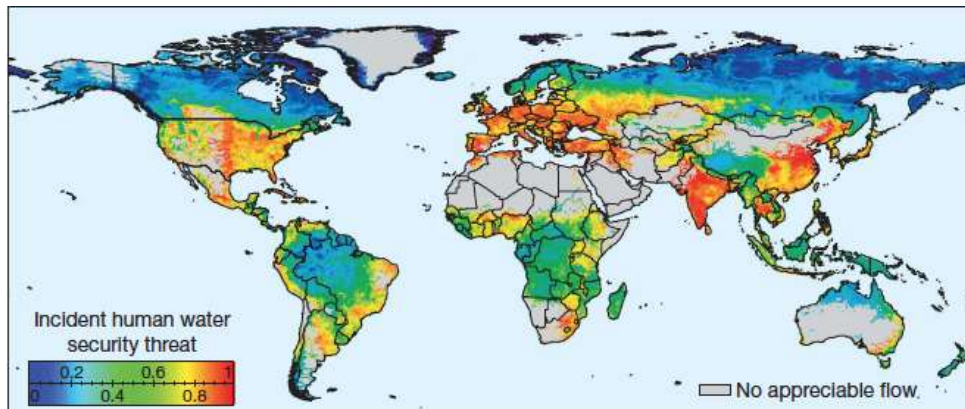 Incident human water
security threat
0.2 0.6 1
0 0.4 0.8
No appreciable flow